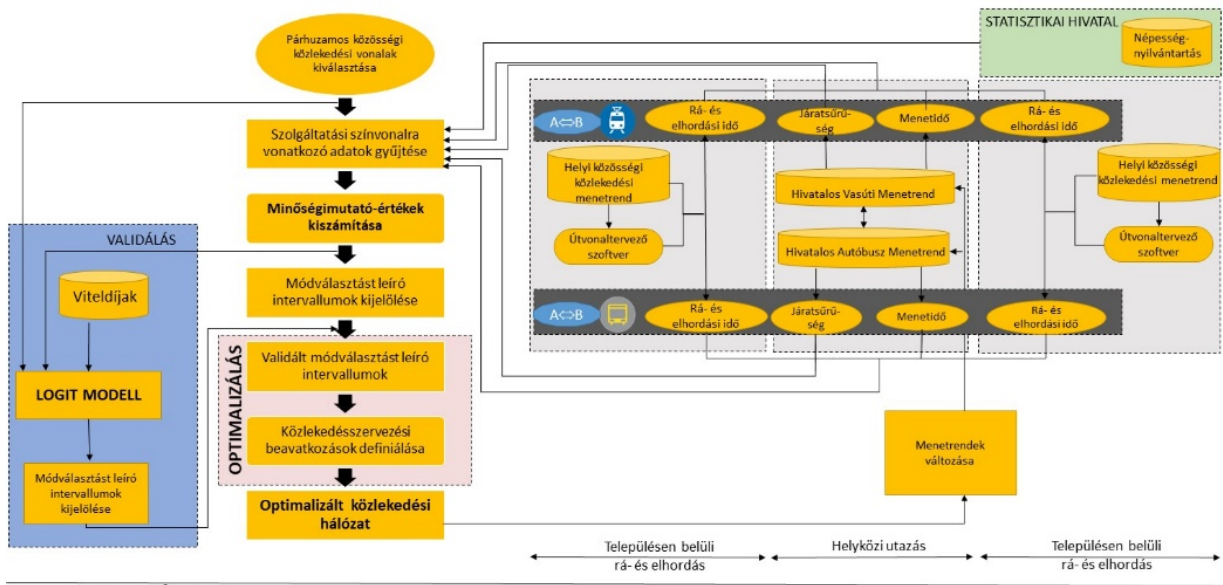 STATISZTIKAI HIVATAL
Népesség-
nyilvántartás
Párhuzamos közösségi
közlekedési vonalak
kiválasztása
Szolgáltatási színvonalra
vonatkozó adatok gyűjtése
Minőségimutató-értékek
kiszámítása
Módválasztást leíró
intervallumok kijelölése
OPTIMALIZÁLÁS
Validált módválasztást leíró
intervallumok
Közlekedésszervezési
beavatkozások definiálása
Optimalizált közlekedési
hálózat
VALIDÁLÁS
Viteldíjak
LOGIT MODELL
Módválasztást leíró
intervallumok
kijelölése
A⇔B
Rá- és
elhordási idő
Járatsűrű-
ség
Menetidő
Rá- és
elhordási idő
Helyi közösségi
közlekedési
menetrend
Útvonaltervező
szoftver
Hivatalos Vasúti Menetrend
Hivatalos Autóbusz Menetrend
Helyi közösségi
közlekedési menetrend
Útvonaltervező
szoftver
A⇔B
Rá- és
elhordási idő
Járatsűrű-
ség
Menetidő
Rá- és
elhordási idő
Menetrendek
változása
Településen belüli
rá- és elhordás
Helyközi utazás
Településen belüli
rá- és elhordás